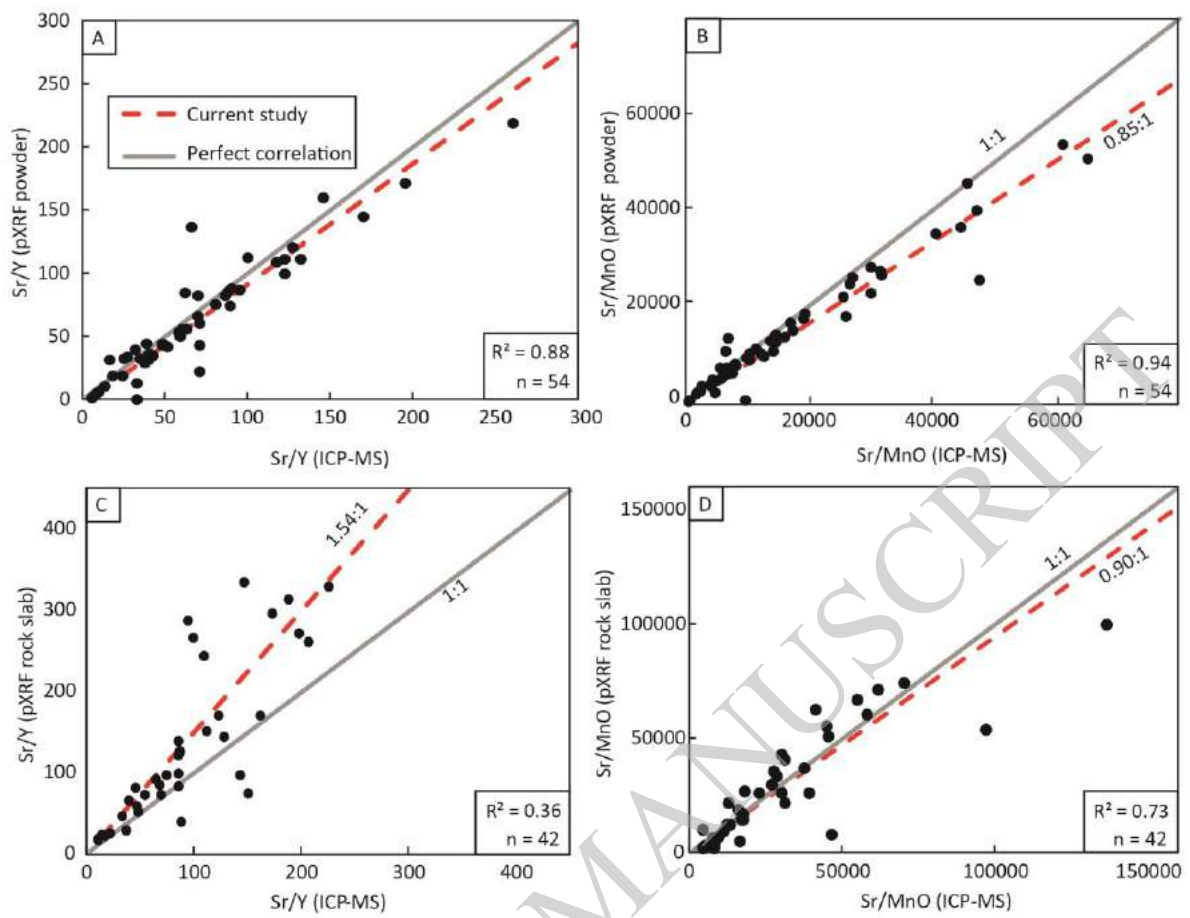 300
250
200
150
100
50
0
Sr/Y (pXRF powder)
A
Current study
Perfect correlation
R² = 0.88
n = 54
0
50
100
150
200
250
300
Sr/Y (ICP-MS)
60000
40000
20000
0
Sr/MnO (pXRF powder)
B
1:1
0.85:1
R² = 0.94
n = 54
0
20000
40000
60000
Sr/MnO (ICP-MS)
400
300
200
100
0
Sr/Y (pXRF rock slab)
C
1.54:1
1:1
R² = 0.36
n = 42
0
100
200
300
400
Sr/Y (ICP-MS)
150000
100000
50000
0
Sr/MnO (pXRF rock slab)
D
1:1
0.90:1
R² = 0.73
n = 42
0
50000
100000
150000
Sr/MnO (ICP-MS)
MANUSCRIPT